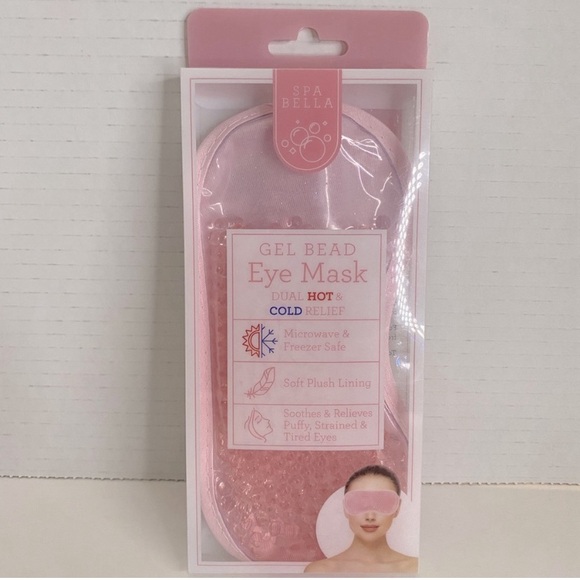 SPA
BELLA
GEL BEAD
Eye Mask
DUAL HOT &
COLD RELIEF
Microwave &
Freezer Safe
Soft Plush Lining
Soothes & Relieves
Puffy, Strained &
Tired Eyes